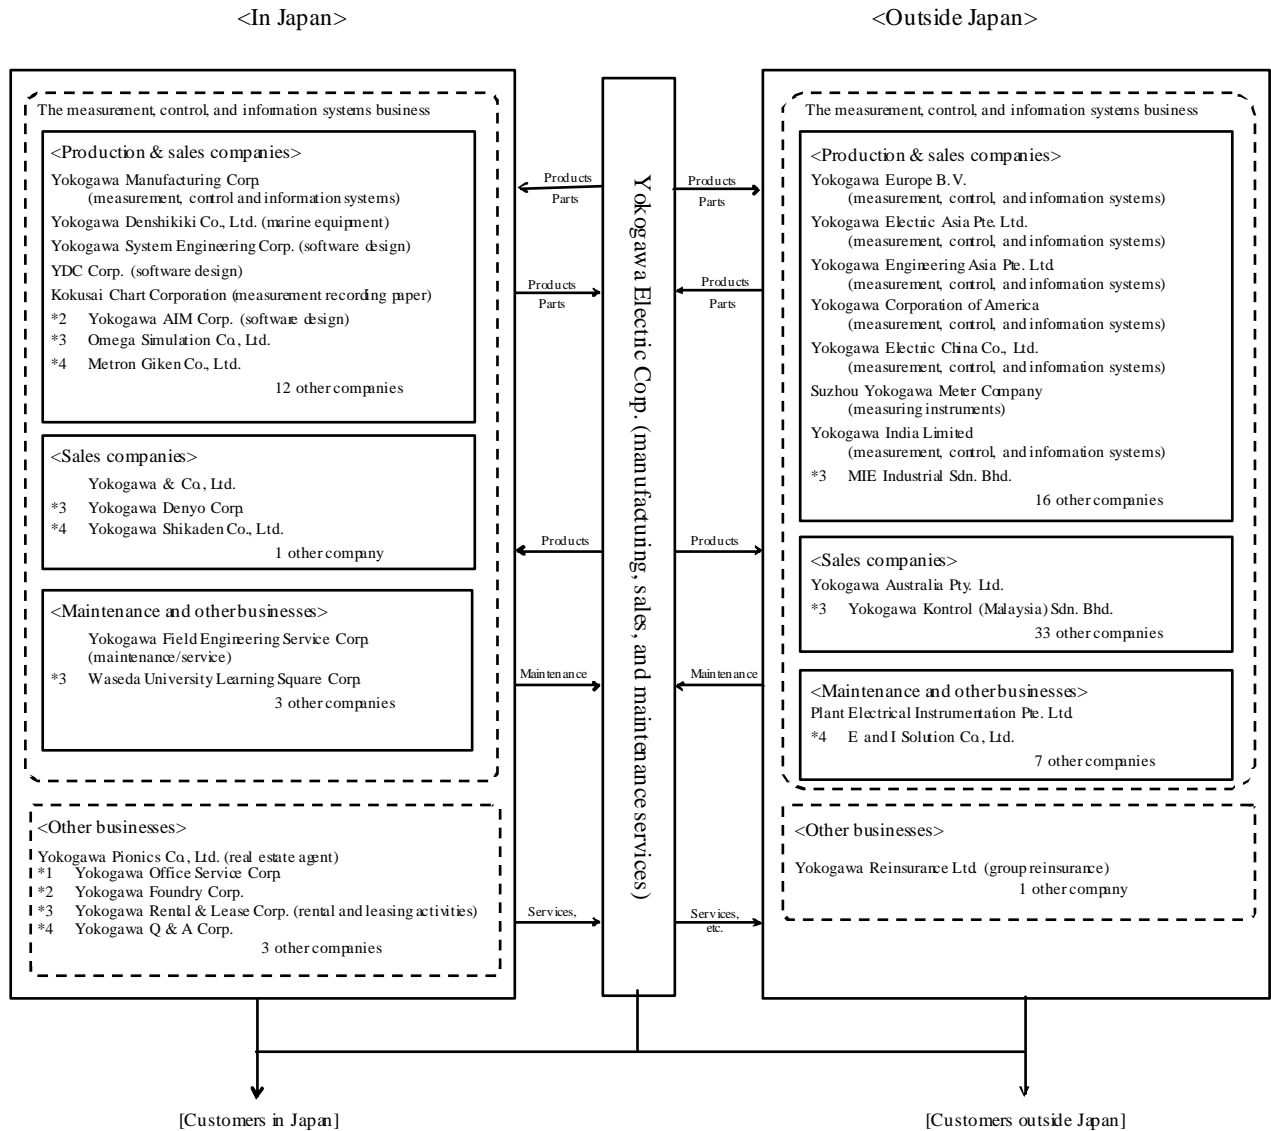 <In Japan>
<Outside Japan>
The measurement, control, and information systems business
<Production & sales companies>
Yokogawa Manufacturing Corp.
(measurement, control and information systems)
Yokogawa Denshikiki Co., Ltd. (marine equipment)
Yokogawa System Engineering Corp. (software design)
YDC Corp. (software design)
Kokusai Chart Corporation (measurement recording paper)
*2 Yokogawa AIM Corp. (software design)
*3 Omega Simulation Co., Ltd.
*4 Metron Giken Co., Ltd.
12 other companies
<Sales companies>
Yokogawa & Co., Ltd.
*3 Yokogawa Denyo Corp.
*4 Yokogawa Shikaden Co., Ltd.
1 other company
<Maintenance and other businesses>
Yokogawa Field Engineering Service Corp.
(maintenance/service)
*3 Waseda University Learning Square Corp.
3 other companies
<Other businesses>
Yokogawa Pionics Co., Ltd. (real estate agent)
*1 Yokogawa Office Service Corp.
*2 Yokogawa Foundry Corp.
*3 Yokogawa Rental & Lease Corp. (rental and leasing activities)
*4 Yokogawa Q & A Corp.
3 other companies
Products
Parts
Products
Parts
Products
Maintenance
Services,
Yokogawa Electric Corp. (manufacturing, sales, and maintenance services)
Products
Parts
Products
Parts
Products
Maintenance
Services,
etc.
The measurement, control, and information systems business
<Production & sales companies>
Yokogawa Europe B.V.
(measurement, control, and information systems)
Yokogawa Electric Asia Pte. Ltd.
(measurement, control, and information systems)
Yokogawa Engineering Asia Pte. Ltd.
(measurement, control, and information systems)
Yokogawa Corporation of America
(measurement, control, and information systems)
Yokogawa Electric China Co., Ltd.
(measurement, control, and information systems)
Suzhou Yokogawa Meter Company
(measuring instruments)
Yokogawa India Limited
(measurement, control, and information systems)
*3 MIE Industrial Sdn. Bhd.
16 other companies
<Sales companies>
Yokogawa Australia Pty. Ltd.
*3 Yokogawa Kontrol (Malaysia) Sdn. Bhd.
33 other companies
<Maintenance and other businesses>
Plant Electrical Instrumentation Pte. Ltd.
*4 E and I Solution Co., Ltd.
7 other companies
<Other businesses>
Yokogawa Reinsurance Ltd. (group reinsurance)
1 other company
[Customers in Japan]
[Customers outside Japan]